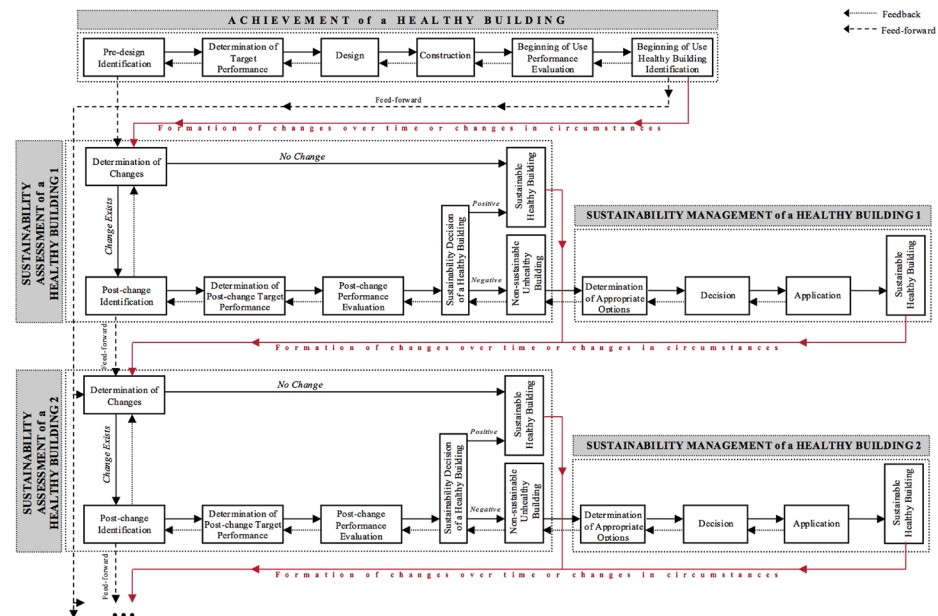 ACHIEVEMENT of a HEALTHY BUILDING
Feedback
Feed-forward
Pre-design
Identification
Determination of
Target
Performance
Design
Construction
Beginning of Use
Performance
Evaluation
Beginning of Use
Healthy Building
Identification
Feed-forward
Formation of changes over time or changes in circumstances
SUSTAINABILITY
ASSESSMENT of a
HEALTHY BUILDING 1
Determination of
Changes
No Change
Sustainable
Healthy Building
Change Exists
Positive
Sustainability Decision
of a Healthy Building
Negative
Non-sustainable
Unhealthy
Building
Post-change
Identification
Determination of
Post-change Target
Performance
Post-change
Performance
Evaluation
SUSTAINABILITY MANAGEMENT of a HEALTHY BUILDING 1
Determination
of Appropriate
Options
Decision
Application
Sustainable
Healthy Building
Feed-forward
Formation of changes over time or changes in circumstances
SUSTAINABILITY
ASSESSMENT of a
HEALTHY BUILDING 2
Determination of
Changes
No Change
Sustainable
Healthy Building
Change Exists
Positive
Sustainability Decision
of a Healthy Building
Negative
Non-sustainable
Unhealthy
Building
Post-change
Identification
Determination of
Post-change Target
Performance
Post-change
Performance
Evaluation
SUSTAINABILITY MANAGEMENT of a HEALTHY BUILDING 2
Determination
of Appropriate
Options
Decision
Application
Sustainable
Healthy Building
Feed-forward
Formation of changes over time or changes in circumstances
...